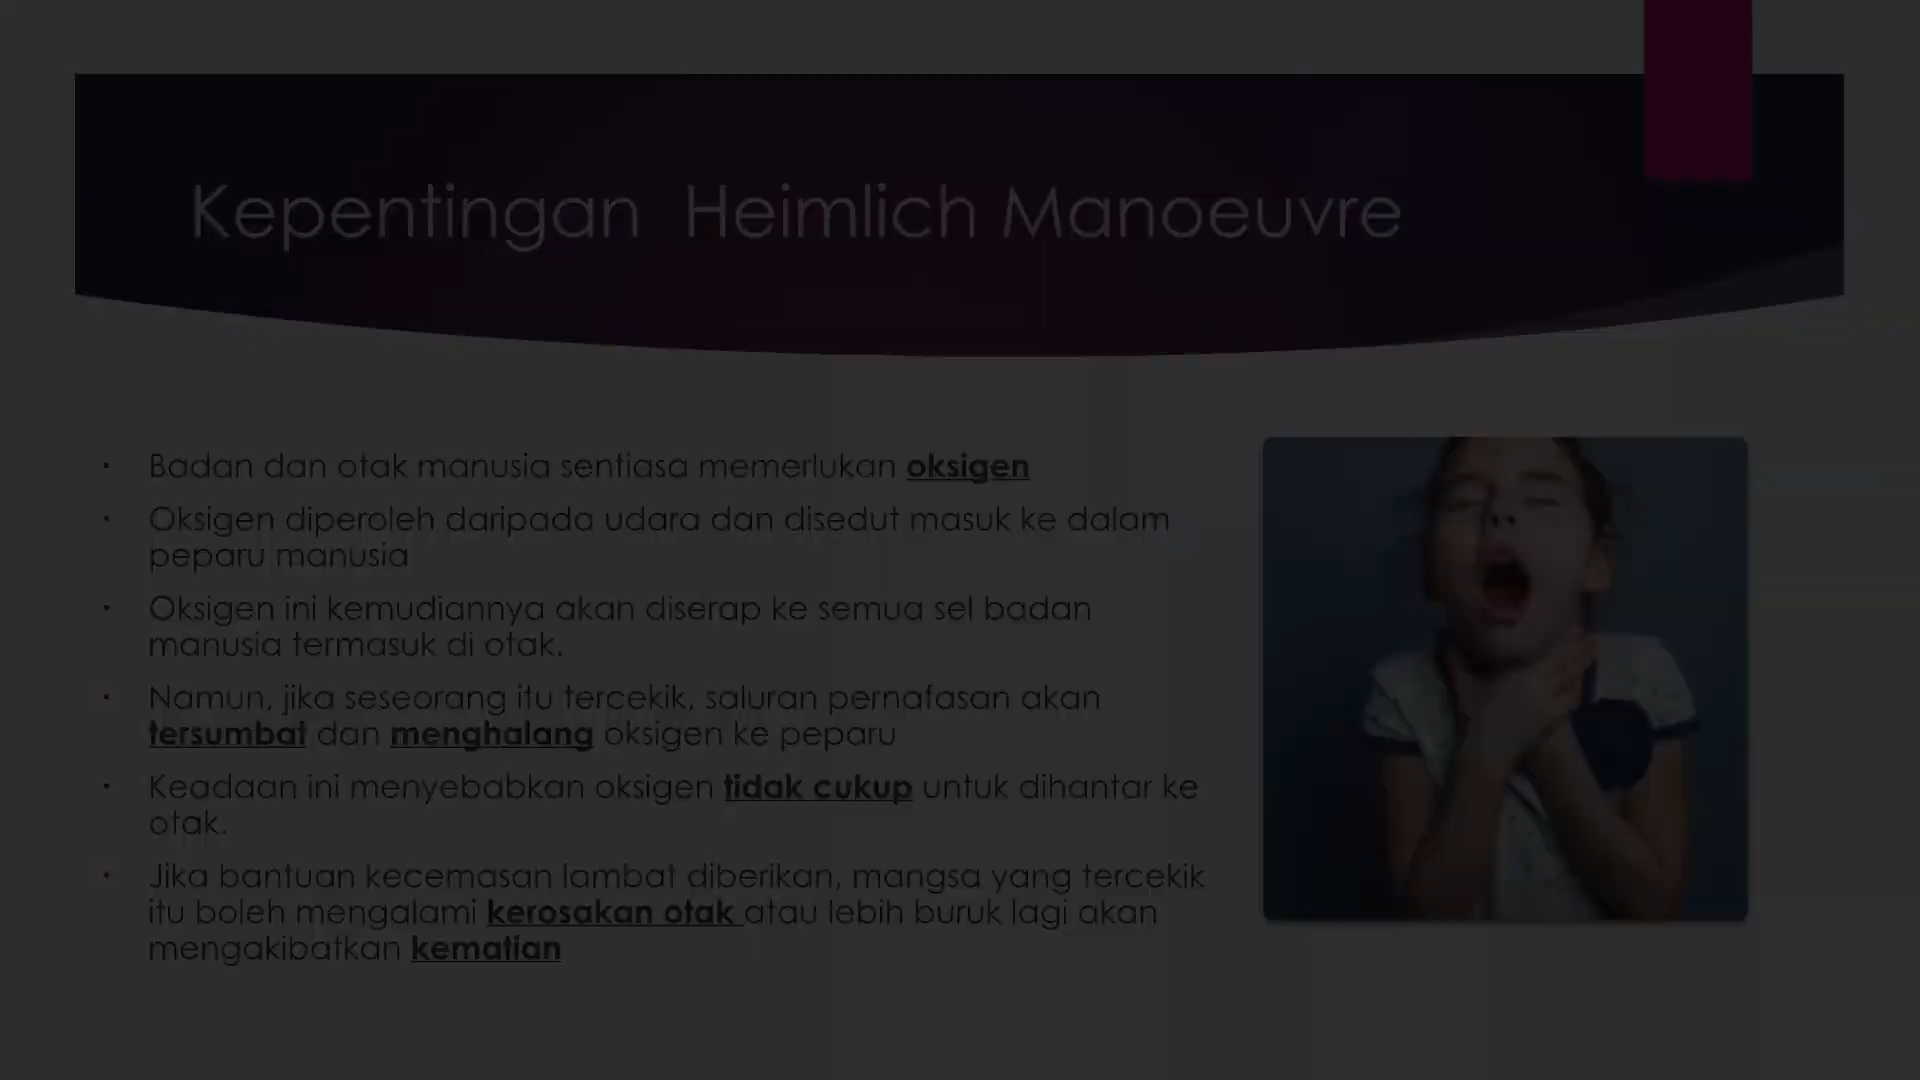 Kepentingan Heimlich Manoeuvre
Badan dan otak manusia sentiasa memerlukan oksigen
Oksigen diperoleh daripada udara dan disedut masuk ke dalam
peparu manusia
Oksigen ini kemudiannya akan diserap ke semua sel badan
manusia termasuk di otak.
Namun, jika seseorang itu tercekik, saluran pernafasan akan
tersumbat dan menghalang oksigen ke peparu
Keadaan ini menyebabkan oksigen tidak cukup untuk dihantar ke
otak.
Jika bantuan kecemasan lambat diberikan, mangsa yang tercekik
itu boleh mengalami kerosakan otak atau lebih buruk lagi akan
mengakibatkan kematian